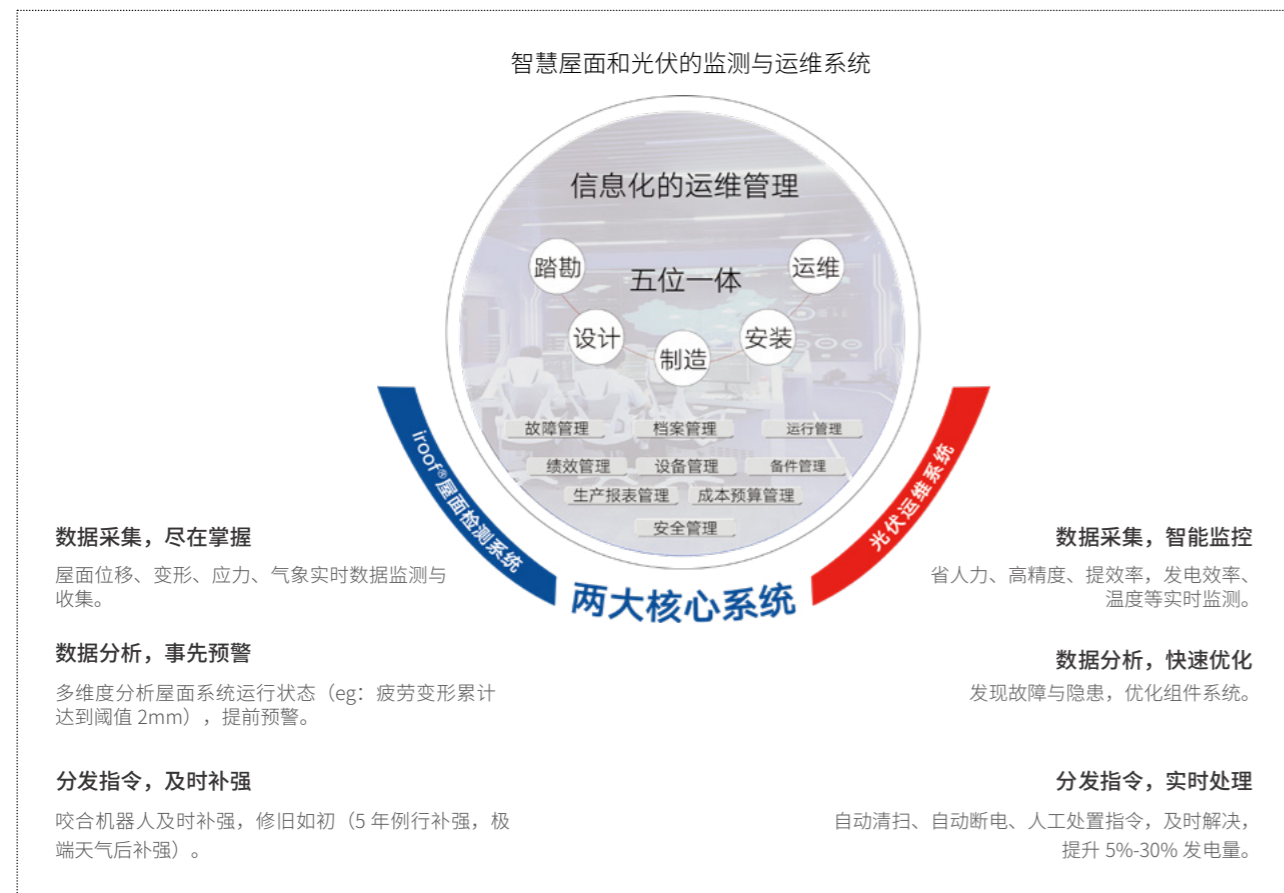 智慧屋面和光伏的监测与运维系统
信息化的运维管理
五位一体
踏勘
设计
制造
安装
运维
故障管理
档案管理
运行管理
绩效管理
设备管理
备件管理
生产报表管理
成本预算管理
安全管理
iroof®屋面检测系统
光伏运维系统
两大核心系统
数据采集，尽在掌握
屋面位移、变形、应力、气象实时数据监测与
收集。
数据分析，事先预警
多维度分析屋面系统运行状态（eg：疲劳变形累计
达到阈值 2mm），提前预警。
分发指令，及时补强
咬合机器人及时补强，修旧如初（5 年例行补强，极
端天气后补强）。
数据采集，智能监控
省人力、高精度、提效率，发电效率、
温度等实时监测。
数据分析，快速优化
发现故障与隐患，优化组件系统。
分发指令，实时处理
自动清扫、自动断电、人工处置指令，及时解决，
提升 5%-30% 发电量。